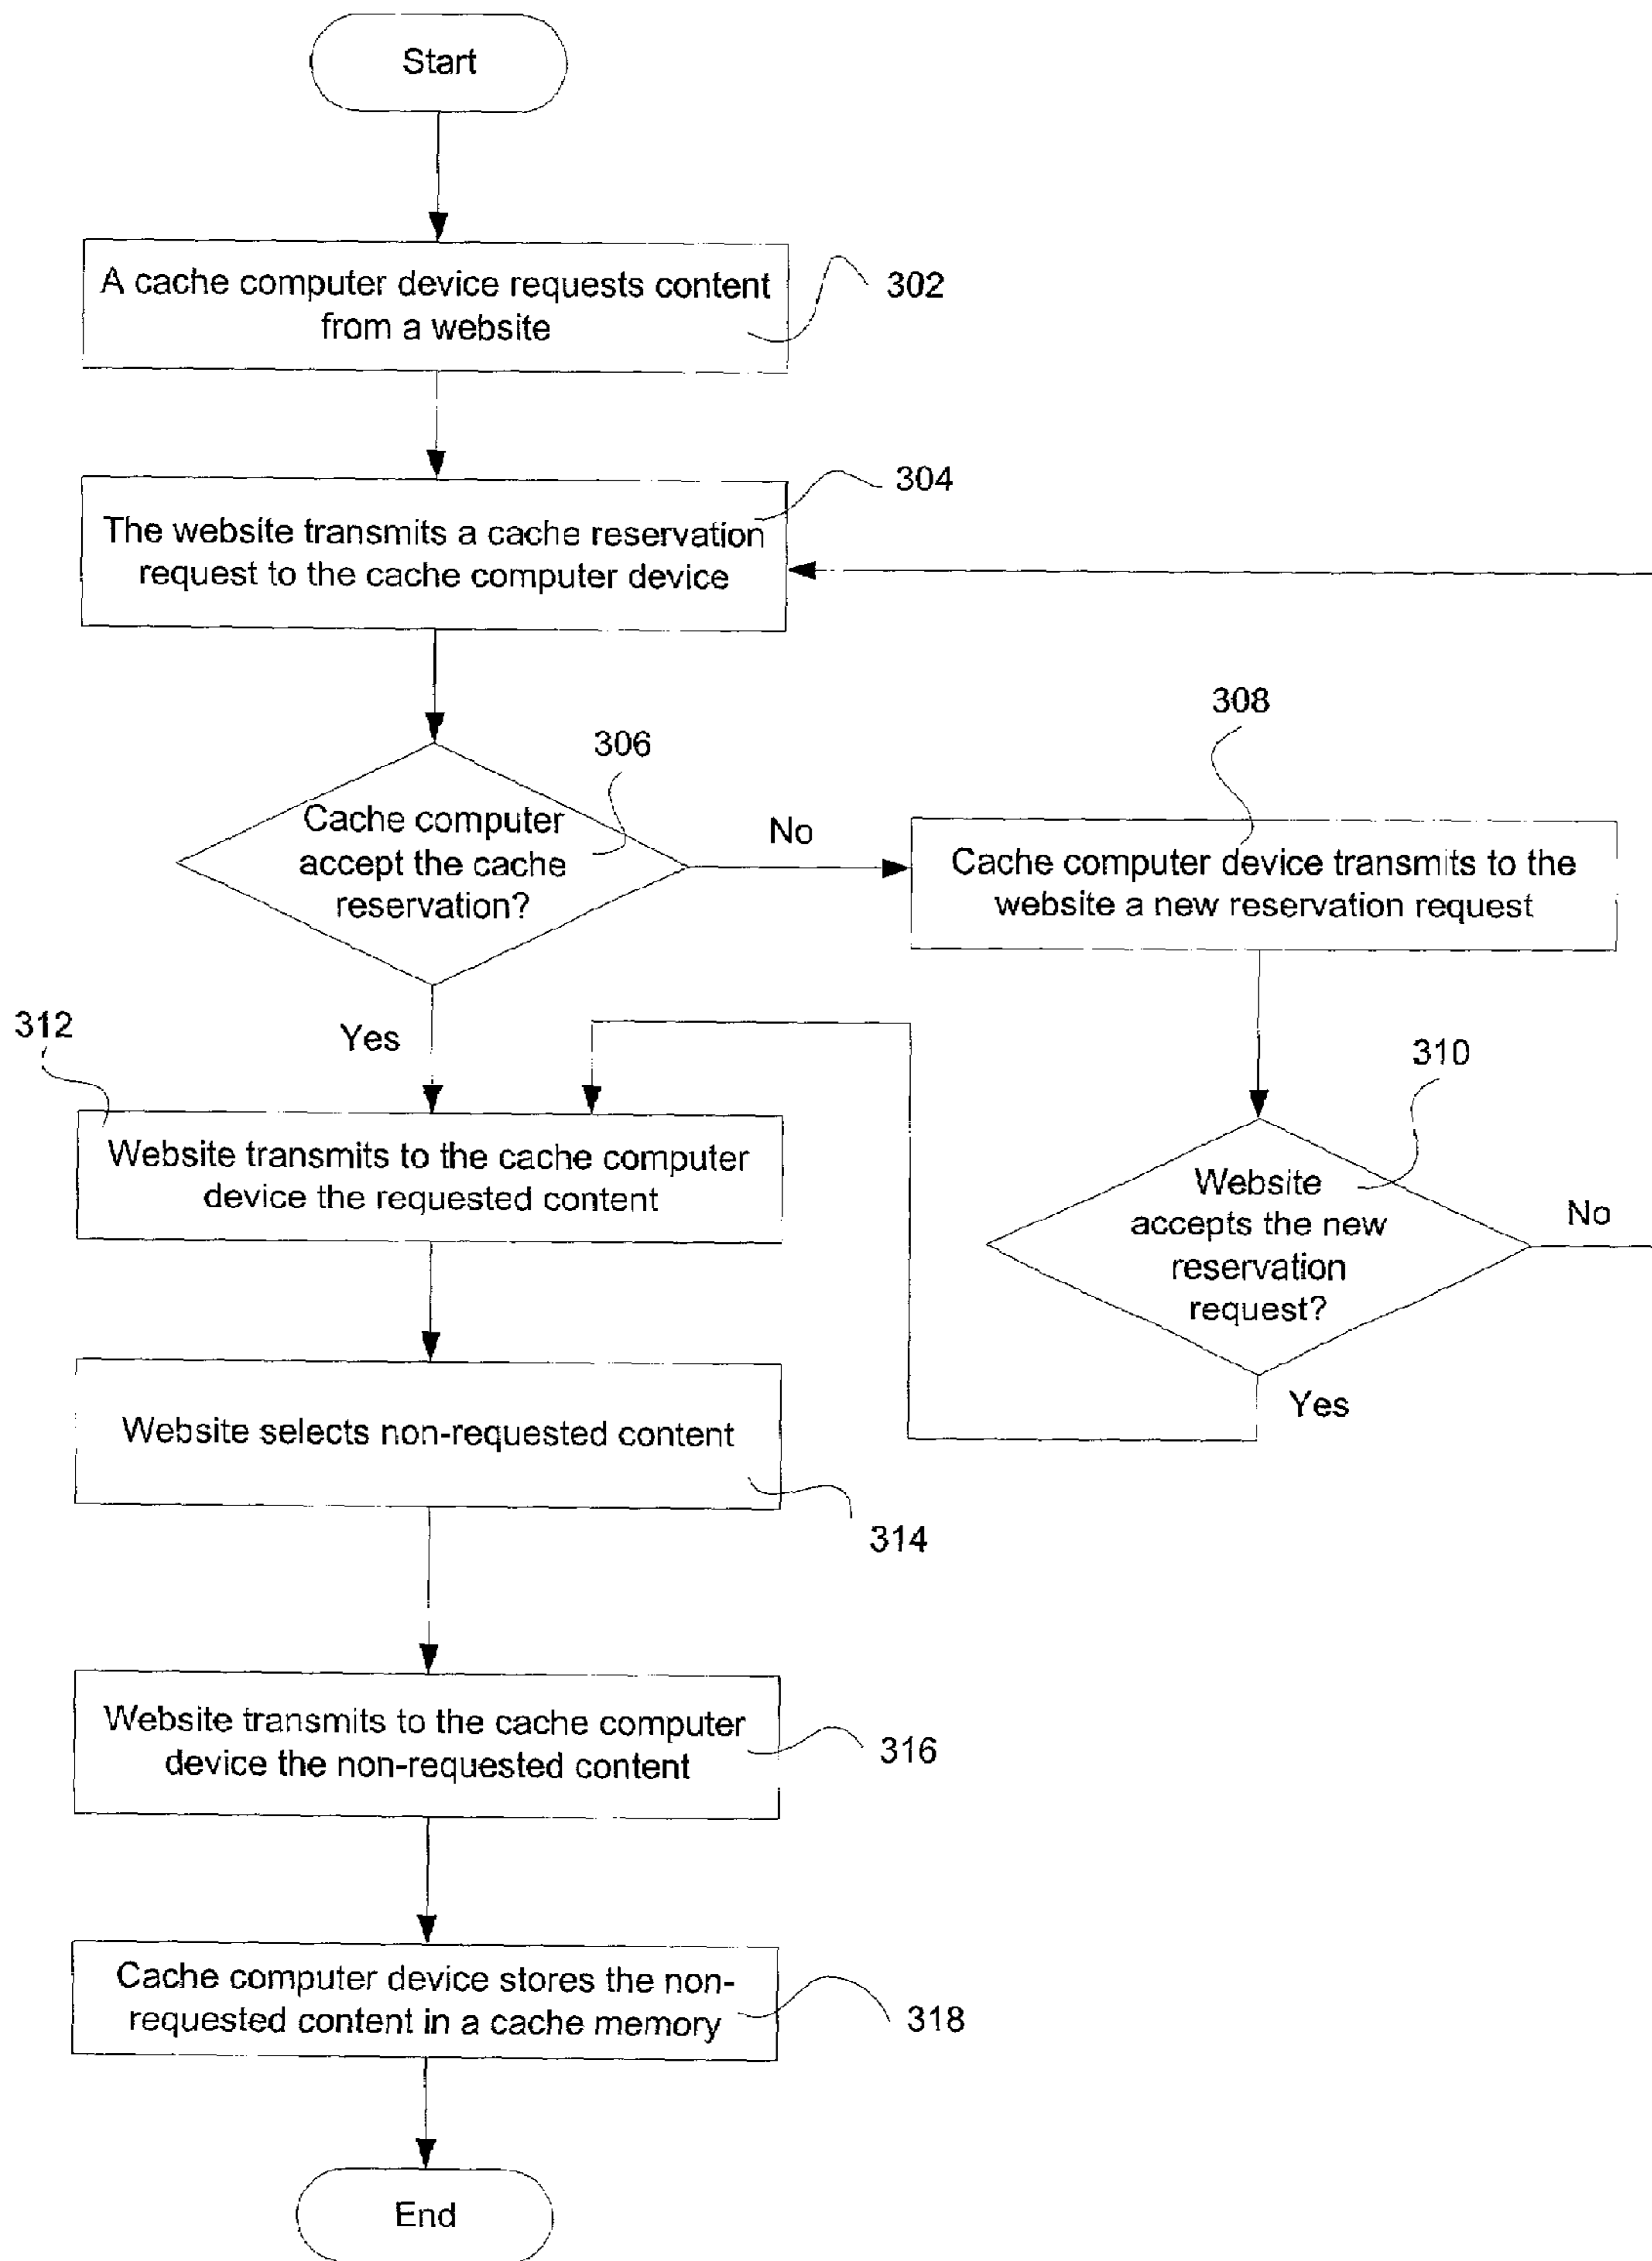 Start
A cache computer device requests content
from a website
302
304
The website transmits a cache reservation
request to the cache computer device
308
306
Cache computer
accept the cache
reservation?
No
Cache computer device transmits to the
website a new reservation request
312
Yes
310
Website transmits to the cache computer
device the requested content
Website
accepts the new
reservation
request?
No
Yes
Website selects non-requested content
314
Website transmits to the cache computer
device the non-requested content
316
Cache computer device stores the non-
requested content in a cache memory
318
End